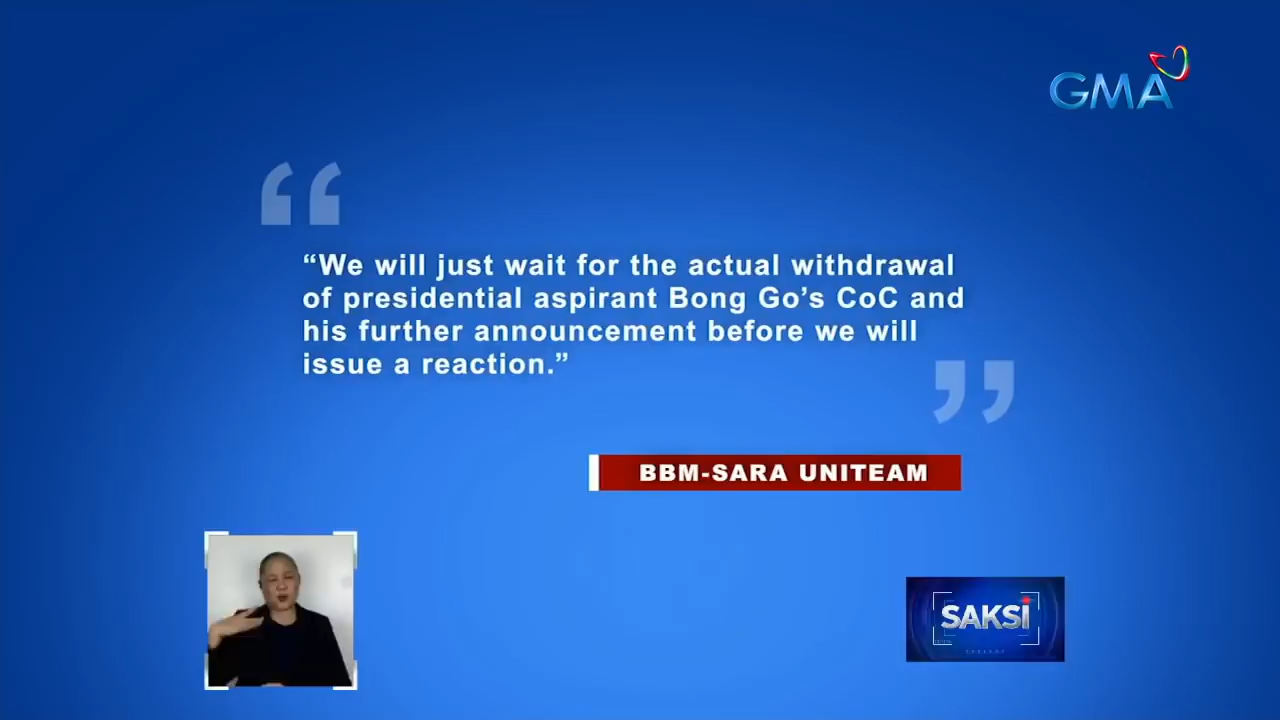 GMA
“We will just wait for the actual withdrawal
of presidential aspirant Bong Go’s CoC and
his further announcement before we will
issue a reaction.”
BBM-SARA UNITEAM
SAKSI